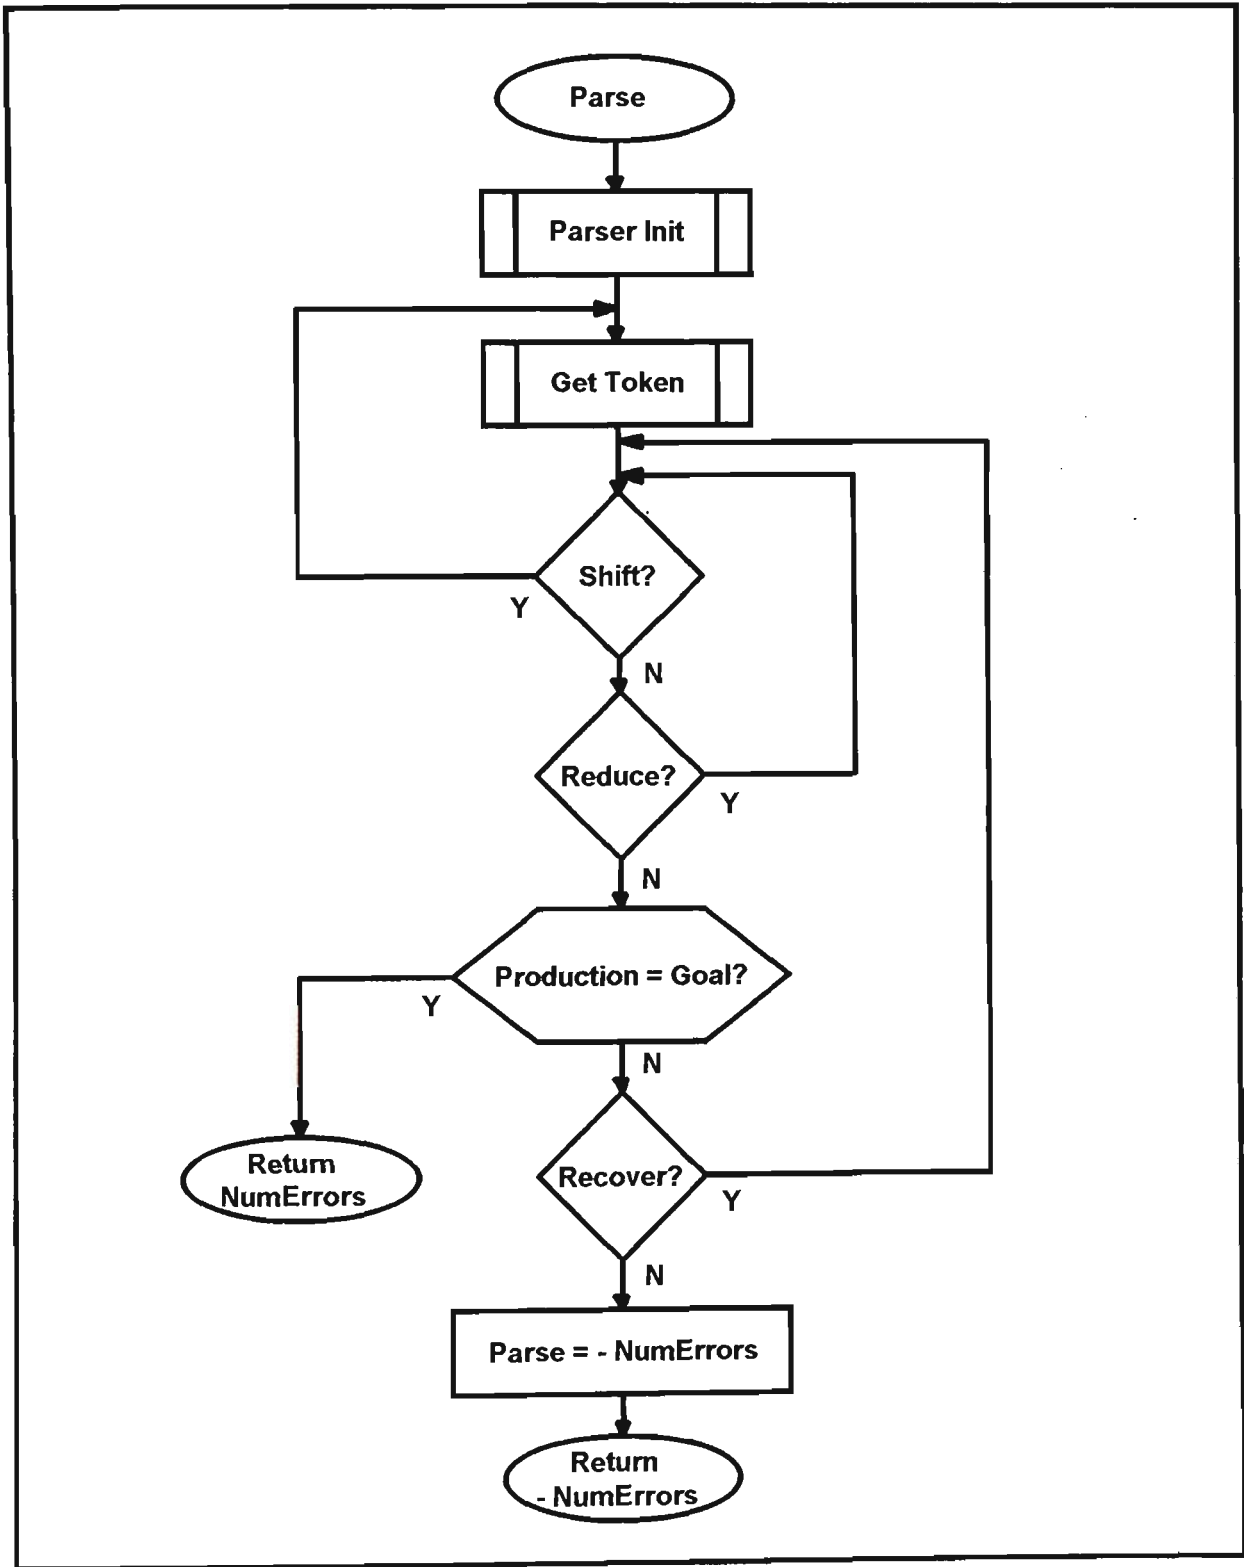 Parse
Parser Init
Get Token
Shift?
Y
N
Reduce?
Y
N
Production = Goal?
Y
N
Return
NumErrors
Recover?
Y
N
Parse = - NumErrors
Return
- NumErrors